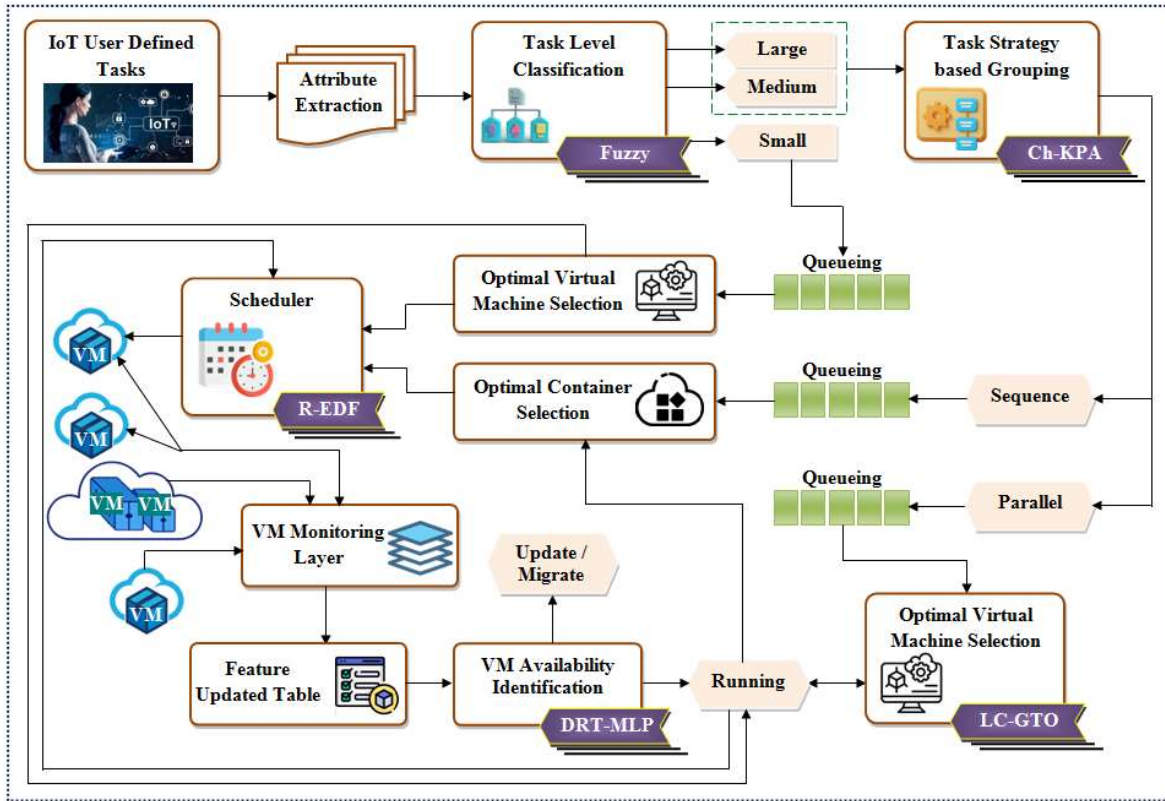 IoT User Defined
Tasks
IoT
Attribute
Extraction
Task Level
Classification
Fuzzy
Large
Medium
Small
Task Strategy
based Grouping
Ch-KPA
Queueing
Optimal Virtual
Machine Selection
Scheduler
R-EDF
VM
Optimal Container
Selection
Queueing
Sequence
VM
Queueing
Parallel
VM
VM
VM Monitoring
Layer
Update /
Migrate
VM
Optimal Virtual
Machine Selection
LC-GTO
Feature
Updated Table
VM Availability
Identification
DRT-MLP
Running